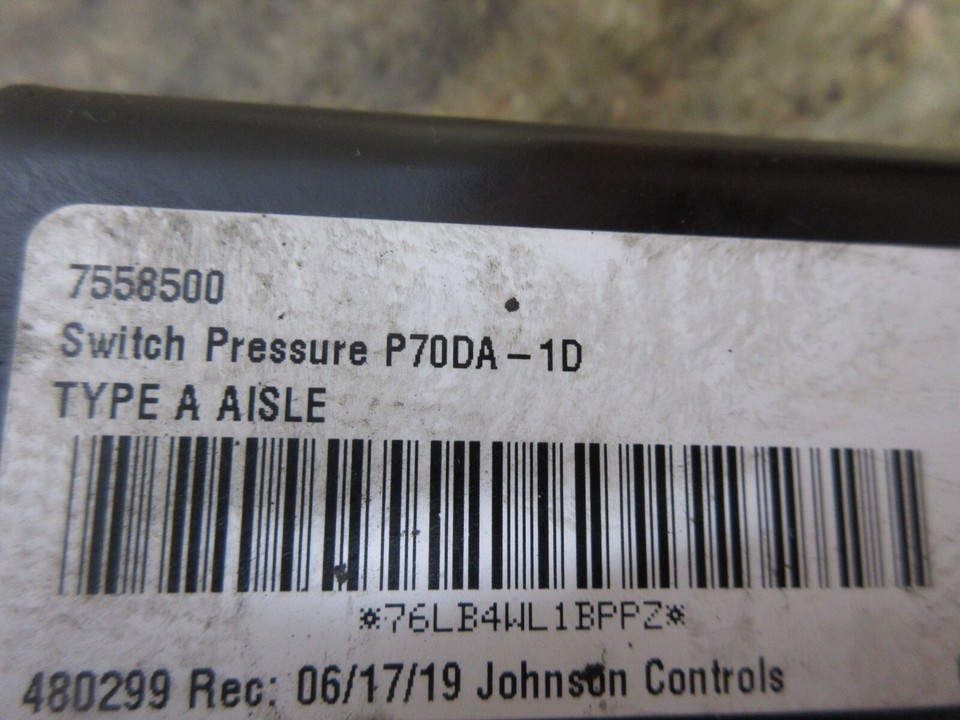 7558500
Switch Pressure P70DA-1D
TYPE A AISLE
*76LB4WL1BPPZ*
480299 Rec: 06/17/19 Johnson Controls